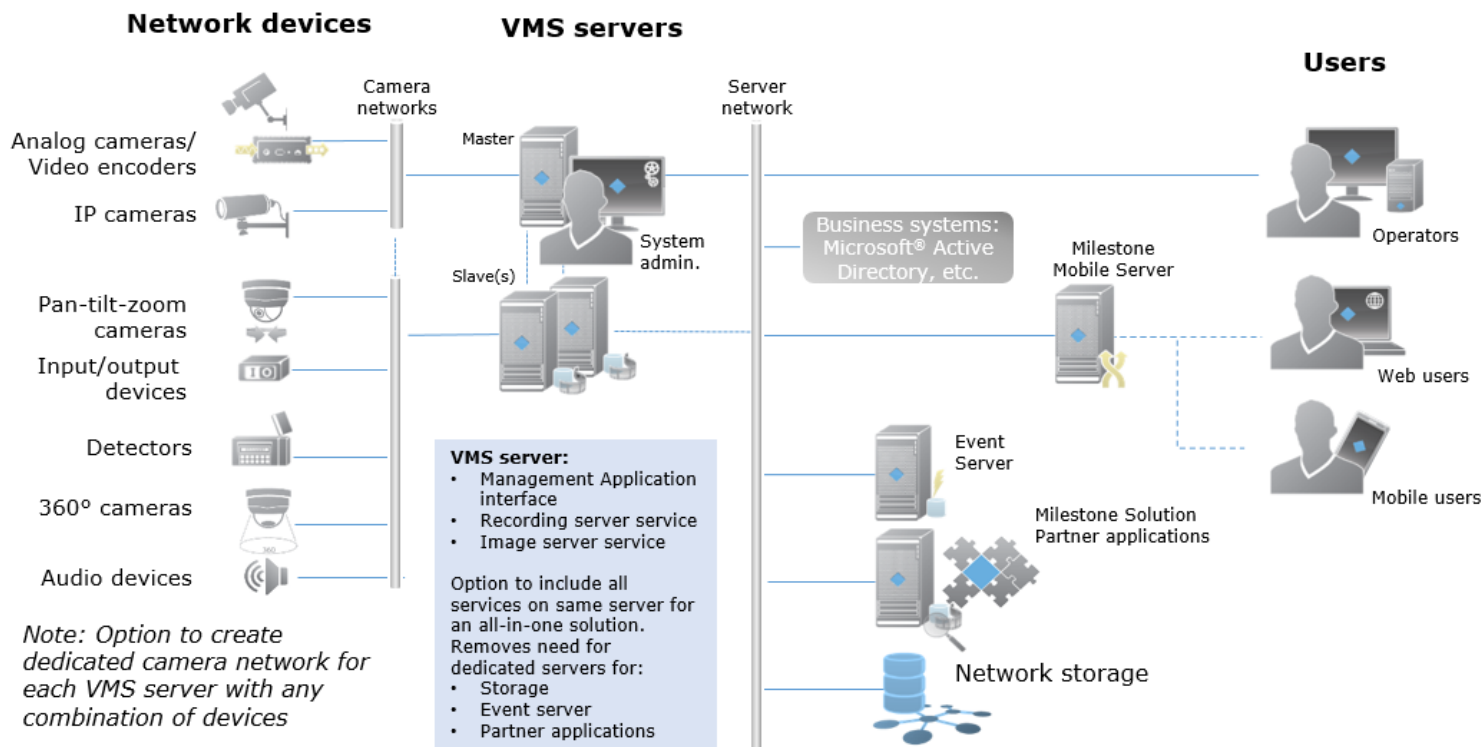 Network devices
VMS servers
Users
Camera
networks
Server
network
Analog cameras/
Video encoders
IP cameras
Pan-tilt-zoom
cameras
Input/output
devices
Detectors
360° cameras
360
Audio devices
Note: Option to create
dedicated camera network for
each VMS server with any
combination of devices
Master
System
admin.
Slave(s)
VMS server:
• Management Application
interface
• Recording server service
• Image server service
Option to include all
services on same server for
an all-in-one solution.
Removes need for
dedicated servers for:
• Storage
• Event server
• Partner applications
Business systems:
Microsoft® Active
Directory, etc.
Milestone
Mobile Server
Event
Server
Milestone Solution
Partner applications
Network storage
Operators
Web users
Mobile users